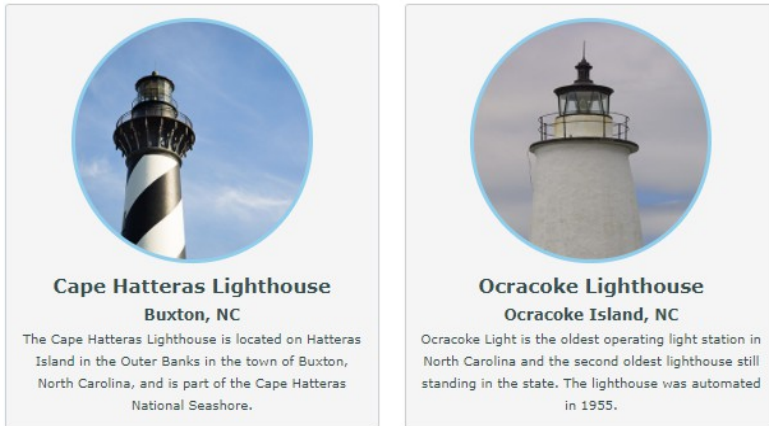 Cape Hatteras Lighthouse
Buxton, NC
The Cape Hatteras Lighthouse is located on Hatteras
Island in the Outer Banks in the town of Buxton,
North Carolina, and is part of the Cape Hatteras
National Seashore.
Ocracoke Lighthouse
Ocracoke Island, NC
Ocracoke Light is the oldest operating light station in
North Carolina and the second oldest lighthouse still
standing in the state. The lighthouse was automated
in 1955.